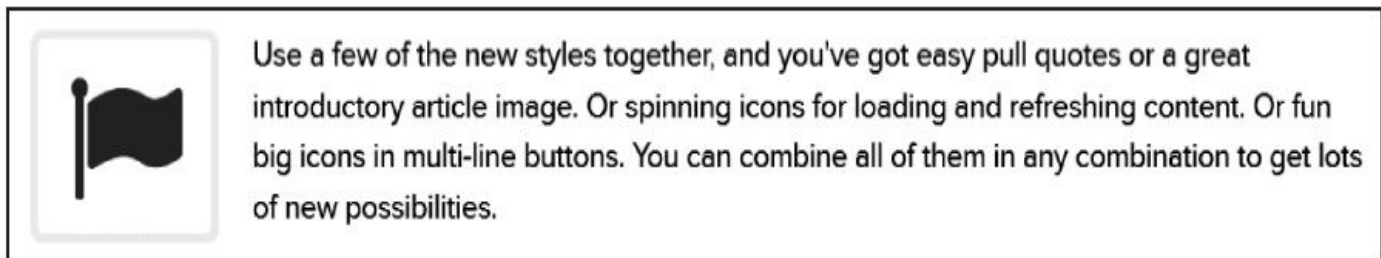 Use a few of the new styles together, and you've got easy pull quotes or a great
introductory article image. Or spinning icons for loading and refreshing content. Or fun
big icons in multi-line buttons. You can combine all of them in any combination to get lots
of new possibilities.